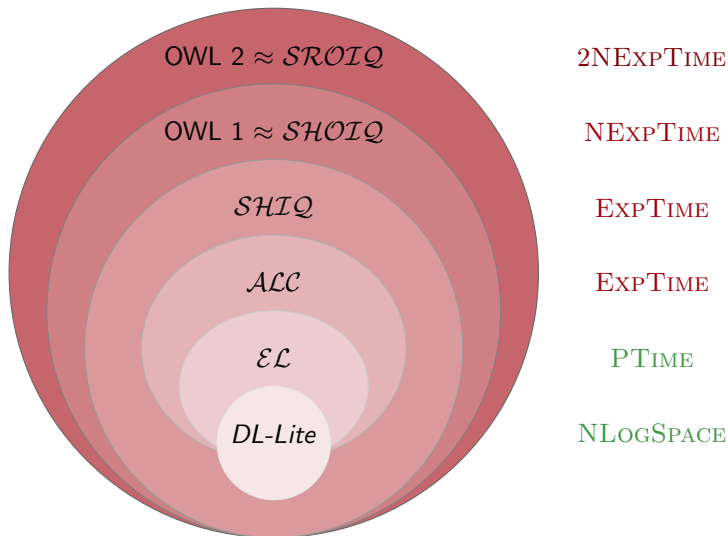 OWL 2 ≈ 𝒮ℛ𝒪ℐ𝒬 2NExpTime
OWL 1 ≈ 𝒮ℋ𝒪ℐ𝒬 NExpTime
𝒮ℋℐ𝒬 ExpTime
𝒜ℒ𝒞 ExpTime
ℰℒ PTime
DL-Lite NLogSpace